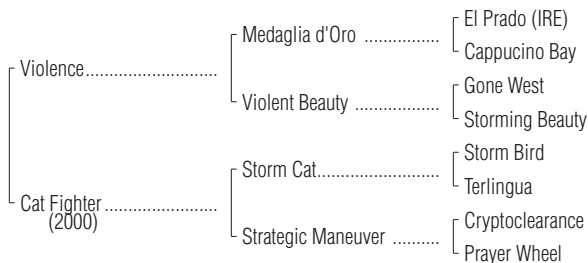 El Prado (IRE)
Medaglia d'Oro ..................
Cappucino Bay
Violence................................
Gone West
Violent Beauty ....................
Storming Beauty
Storm Bird
Storm Cat.............................
Terlingua
Cat Fighter ...........................
(2000)
Cryptoclearance
Strategic Maneuver ...........
Prayer Wheel